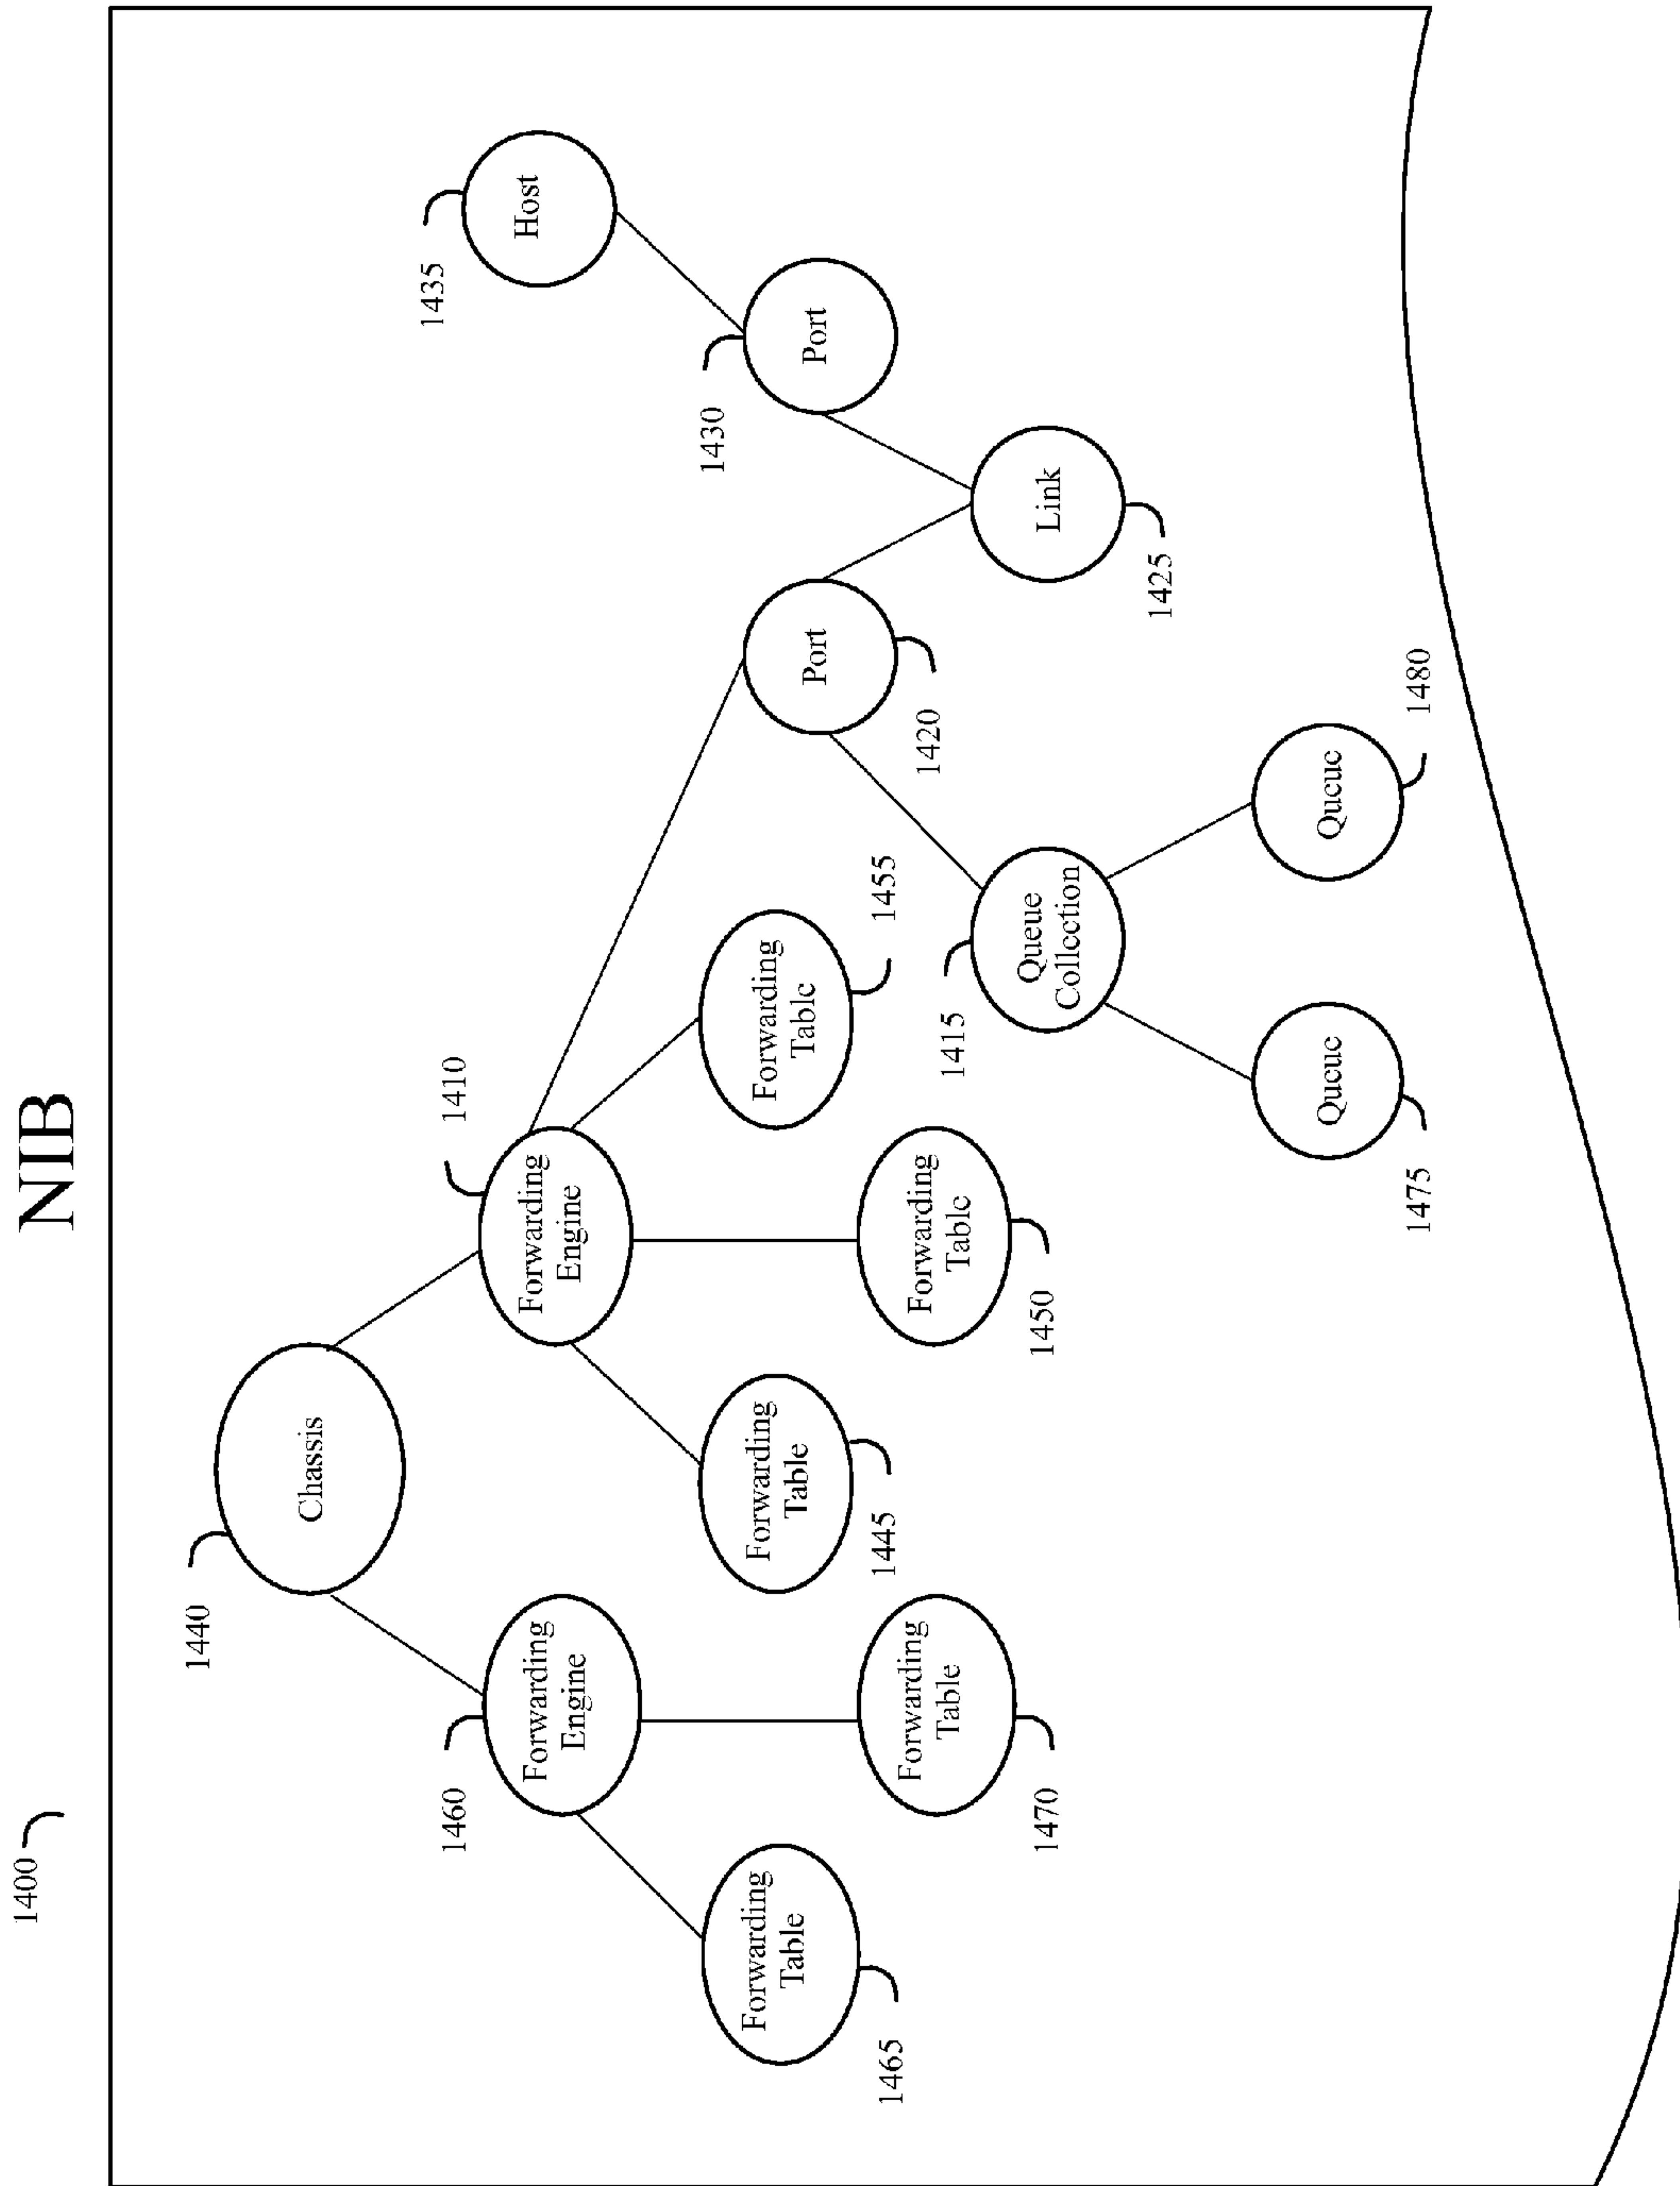 1400
NIB
1440
Chassis
1460
Forwarding
Engine
1410
Forwarding
Engine
1435
Host
1465
Forwarding
Table
1470
Forwarding
Table
1445
Forwarding
Table
1450
Forwarding
Table
1455
Forwarding
Table
1420
Port
1430
Port
1415
Queue
Collection
1425
Link
1475
Queue
1480
Queue